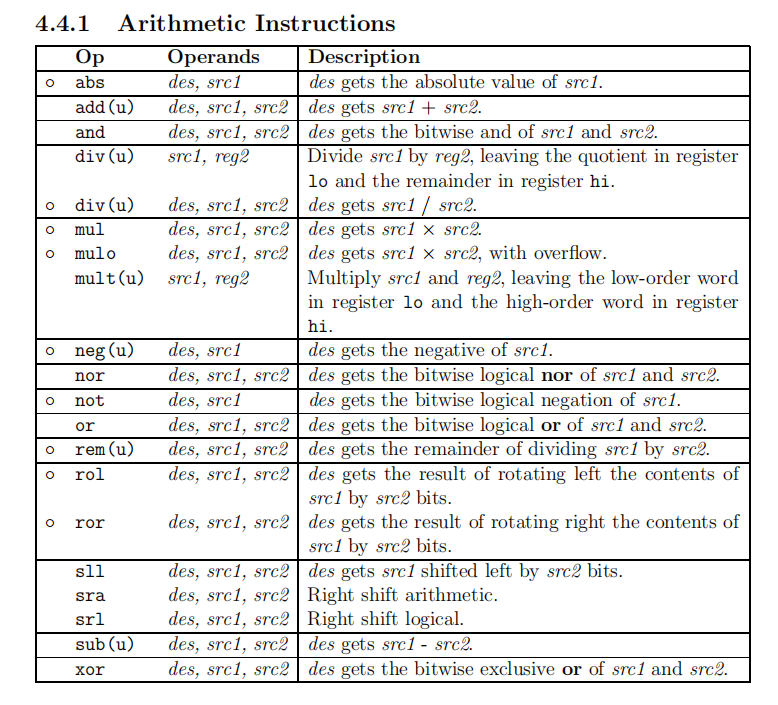 4.4.1 Arithmetic Instructions
Op Operands Description
○ abs des, src1 des gets the absolute value of src1.
add(u) des, src1, src2 des gets src1 + src2.
and des, src1, src2 des gets the bitwise and of src1 and src2.
div(u) src1, reg2 Divide src1 by reg2, leaving the quotient in register
lo and the remainder in register hi.
○ div(u) des, src1, src2 des gets src1 / src2.
○ mul des, src1, src2 des gets src1 × src2.
○ mulo des, src1, src2 des gets src1 × src2, with overflow.
mult(u) src1, reg2 Multiply src1 and reg2, leaving the low-order word
in register lo and the high-order word in register
hi.
○ neg(u) des, src1 des gets the negative of src1.
nor des, src1, src2 des gets the bitwise logical nor of src1 and src2.
○ not des, src1 des gets the bitwise logical negation of src1.
or des, src1, src2 des gets the bitwise logical or of src1 and src2.
○ rem(u) des, src1, src2 des gets the remainder of dividing src1 by src2.
○ rol des, src1, src2 des gets the result of rotating left the contents of
src1 by src2 bits.
○ ror des, src1, src2 des gets the result of rotating right the contents of
src1 by src2 bits.
sll des, src1, src2 des gets src1 shifted left by src2 bits.
sra des, src1, src2 Right shift arithmetic.
srl des, src1, src2 Right shift logical.
sub(u) des, src1, src2 des gets src1 - src2.
xor des, src1, src2 des gets the bitwise exclusive or of src1 and src2.